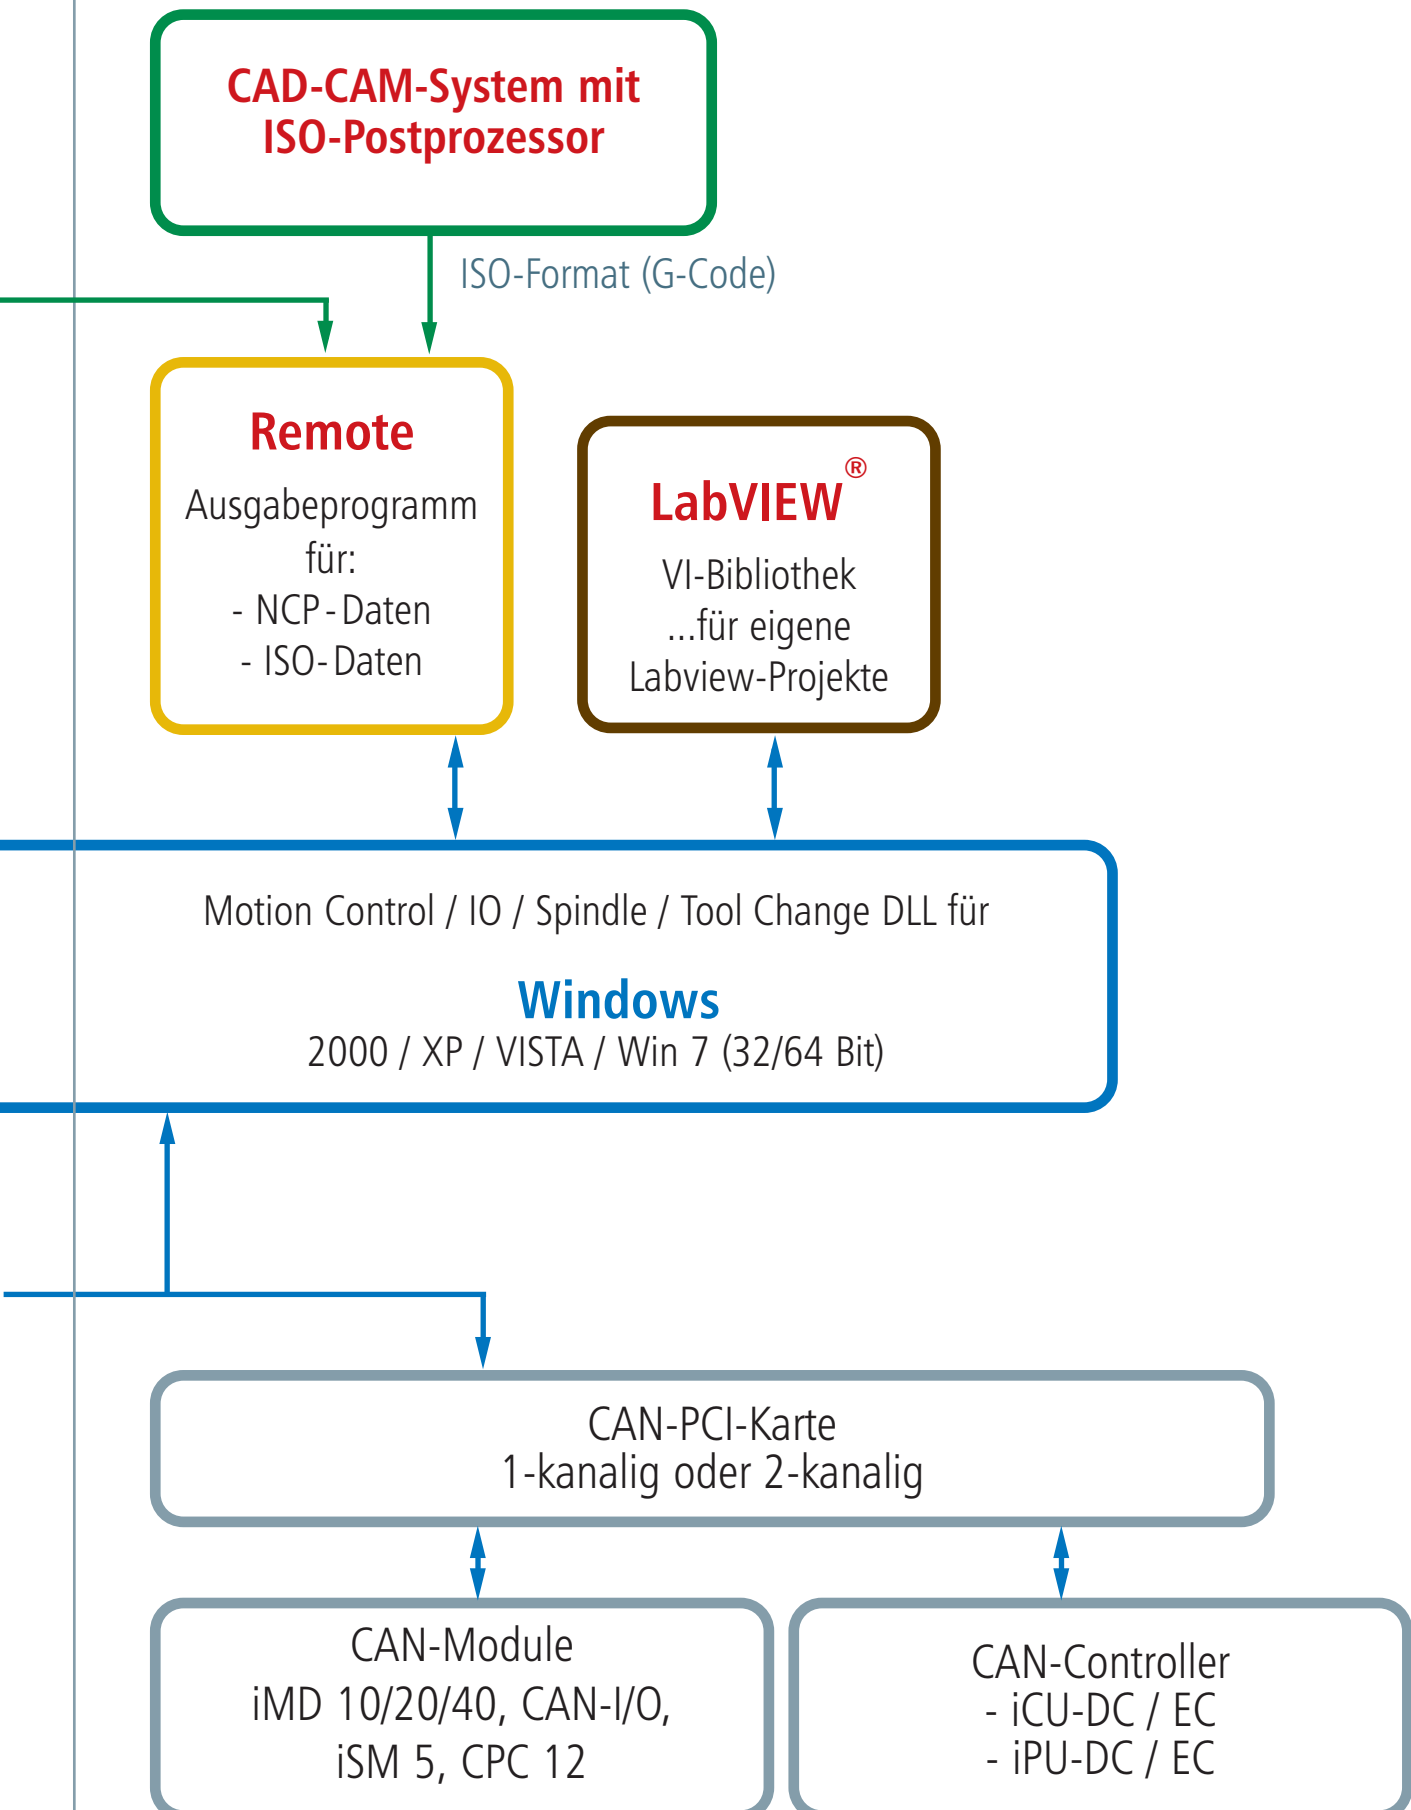 CAD-CAM-System mit
ISO-Postprozessor
ISO-Format (G-Code)
Remote
Ausgabeprogramm
für:
- NCP-Daten
- ISO-Daten
LabVIEW®
VI-Bibliothek
...für eigene
Labview-Projekte
Motion Control / IO / Spindle / Tool Change DLL für
Windows
2000 / XP / VISTA / Win 7 (32/64 Bit)
CAN-PCI-Karte
1-kanalig oder 2-kanalig
CAN-Module
iMD 10/20/40, CAN-I/O,
iSM 5, CPC 12
CAN-Controller
- iCU-DC / EC
- iPU-DC / EC